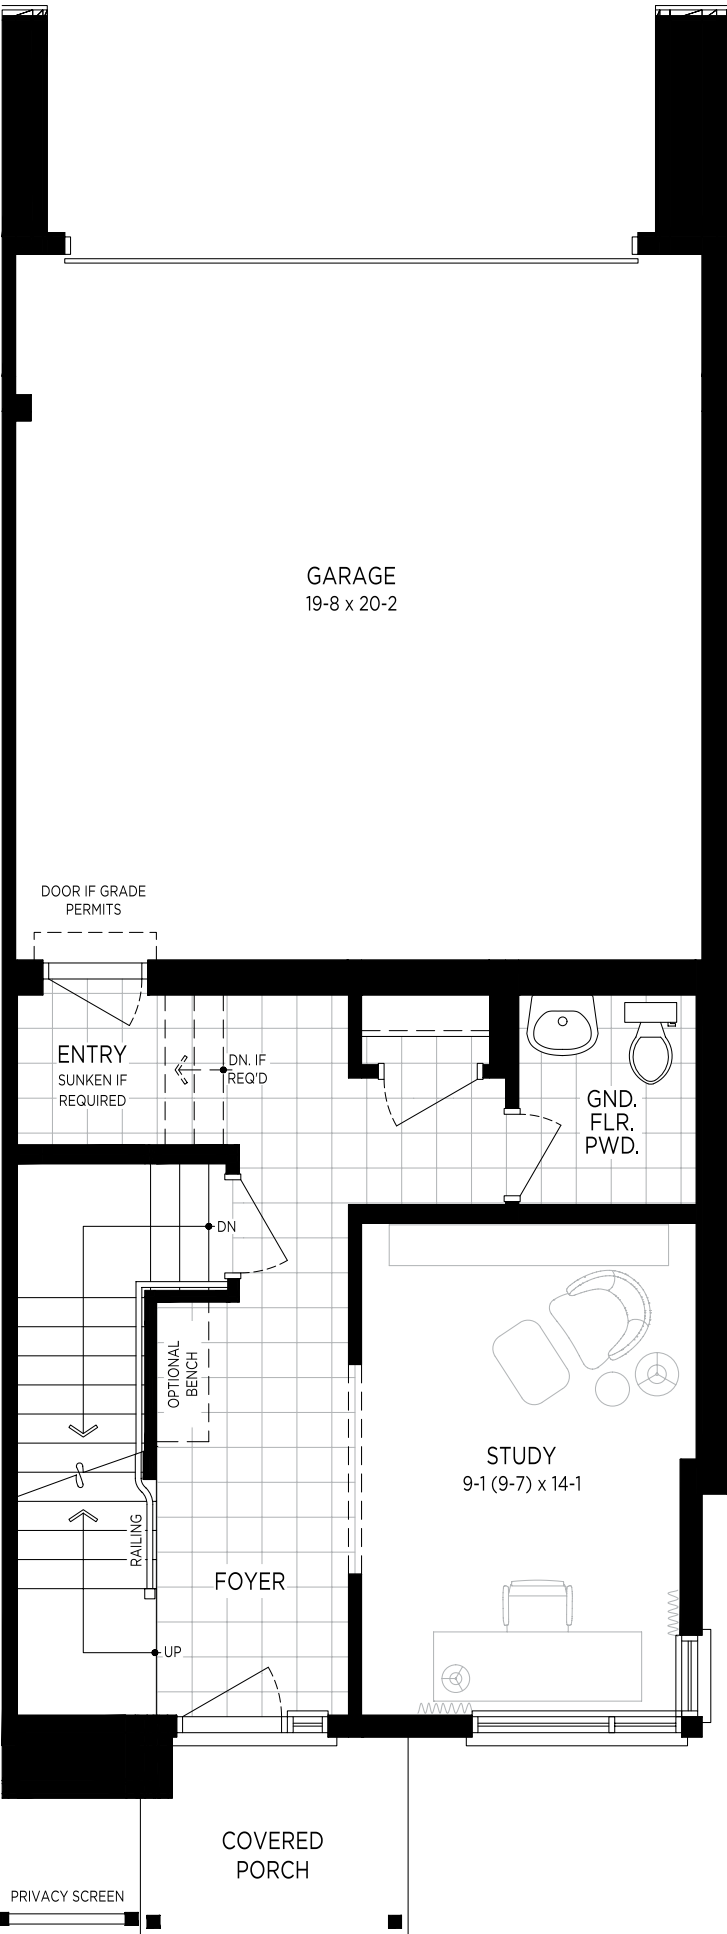 GARAGE
19-8 x 20-2
DOOR IF GRADE
PERMITS
ENTRY
SUNKEN IF
REQUIRED
DN. IF
REQ'D
GND.
FLR.
PWD.
DN
OPTIONAL
BENCH
STUDY
9-1 (9-7) x 14-1
RAILING
FOYER
UP
COVERED
PORCH
PRIVACY SCREEN